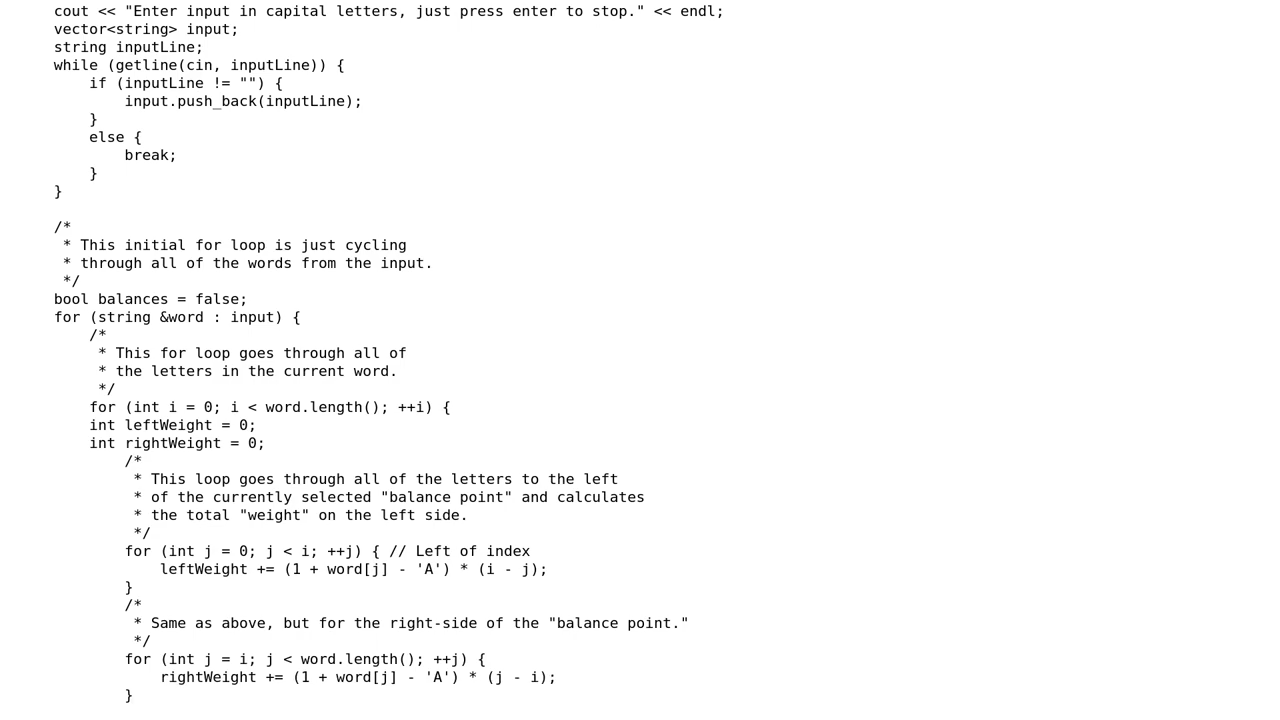 cout << "Enter input in capital letters, just press enter to stop." << endl;
vector<string> input;
string inputLine;
while (getline(cin, inputLine)) {
    if (inputLine != "") {
        input.push_back(inputLine);
    }
    else {
        break;
    }
}

/*
 * This initial for loop is just cycling
 * through all of the words from the input.
 */
bool balances = false;
for (string &word : input) {
    /*
     * This for loop goes through all of
     * the letters in the current word.
     */
    for (int i = 0; i < word.length(); ++i) {
    int leftWeight = 0;
    int rightWeight = 0;
        /*
         * This loop goes through all of the letters to the left
         * of the currently selected "balance point" and calculates
         * the total "weight" on the left side.
         */
        for (int j = 0; j < i; ++j) { // Left of index
            leftWeight += (1 + word[j] - 'A') * (i - j);
        }
        /*
         * Same as above, but for the right-side of the "balance point."
         */
        for (int j = i; j < word.length(); ++j) {
            rightWeight += (1 + word[j] - 'A') * (j - i);
        }